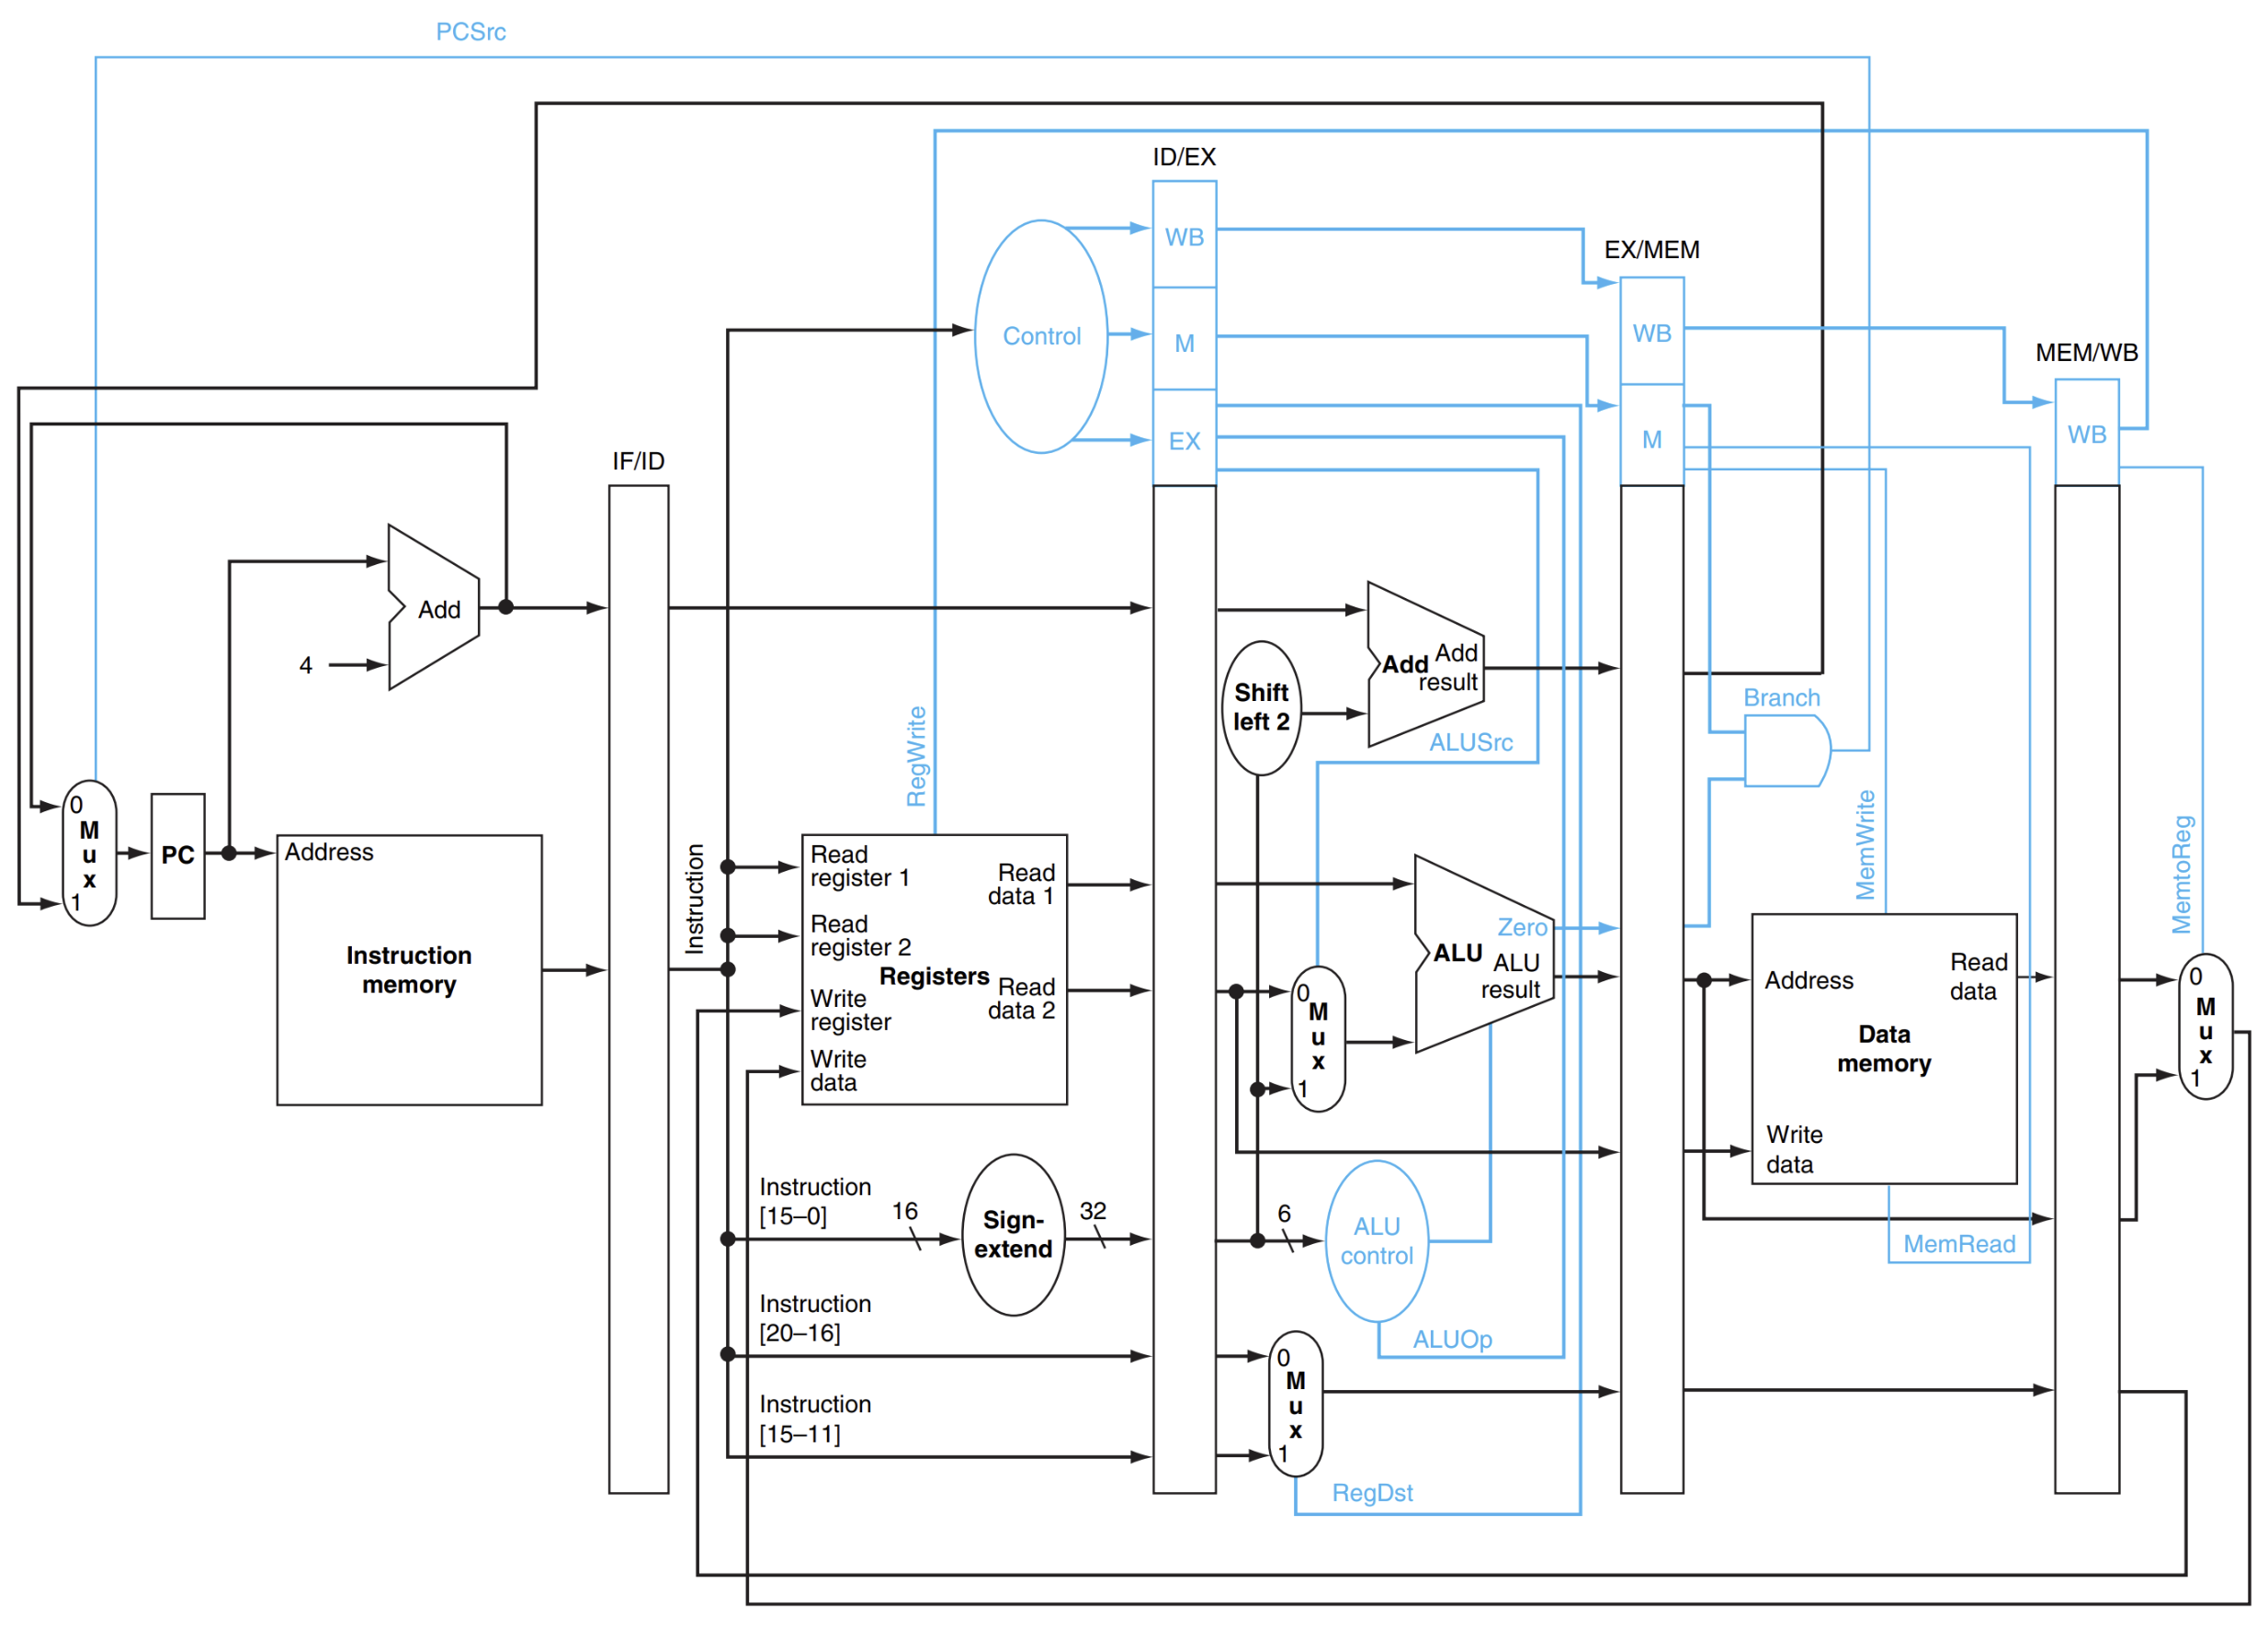 PCSrc
ID/EX
WB
EX/MEM
Control
M
WB
MEM/WB
EX
M
WB
IF/ID
Add
4
Add
Add
result
Shift
left 2
Branch
ALUSrc
RegWrite
MemWrite
MemtoReg
0
M
u
x
1
PC
Address
Instruction
memory
Instruction
Read
register 1
Read
data 1
Read
register 2
Registers
Read
data 2
Write
register
Write
data
0
M
u
x
1
Zero
ALU
ALU
result
Address
Read
data
Data
memory
Write
data
0
M
u
x
1
Instruction
[15–0]
16
Sign-
extend
32
6
ALU
control
MemRead
Instruction
[20–16]
ALUOp
0
M
u
x
1
Instruction
[15–11]
RegDst